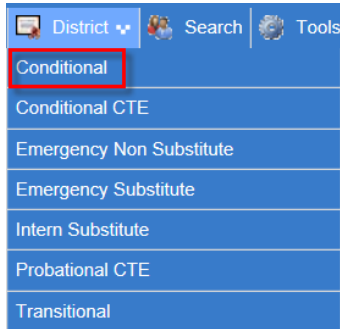 District Search Tools
Conditional
Conditional CTE
Emergency Non Substitute
Emergency Substitute
Intern Substitute
Probational CTE
Transitional